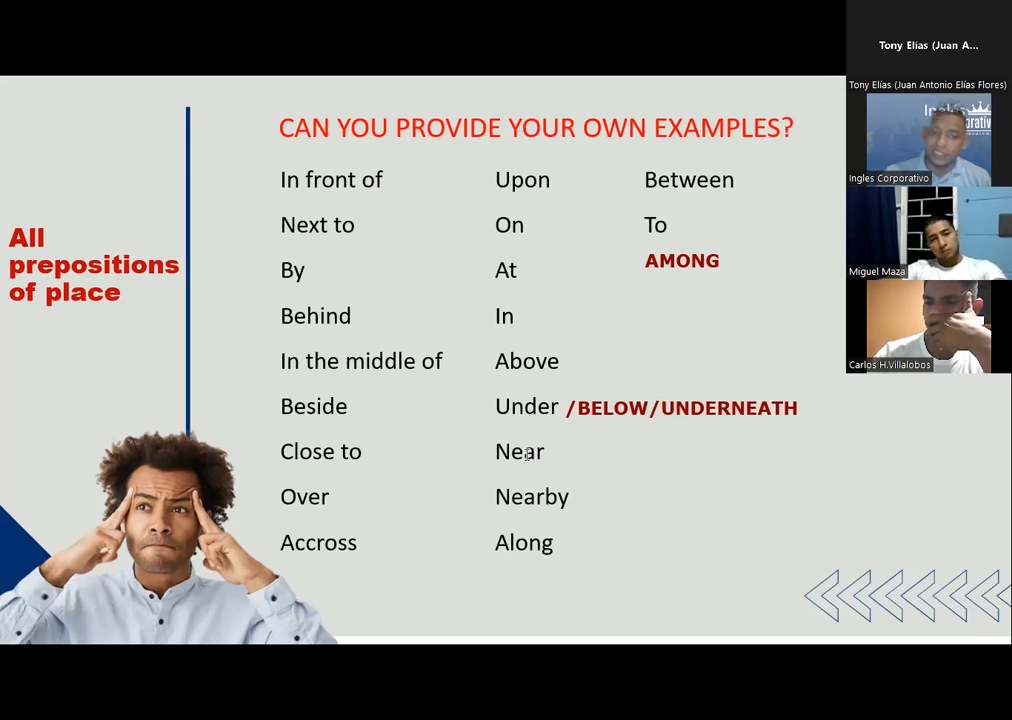 Tony Elías (Juan A...
Tony Elías (Juan Antonio Elías Flores)
Ingles Corporativo
Miguel Maza
Carlos H.Villalobos
All
prepositions
of place
CAN YOU PROVIDE YOUR OWN EXAMPLES?
In front of
Next to
By
Behind
In the middle of
Beside
Close to
Over
Accross
Upon
On
At
In
Above
Under /BELOW/UNDERNEATH
Near
Nearby
Along
Between
To
AMONG